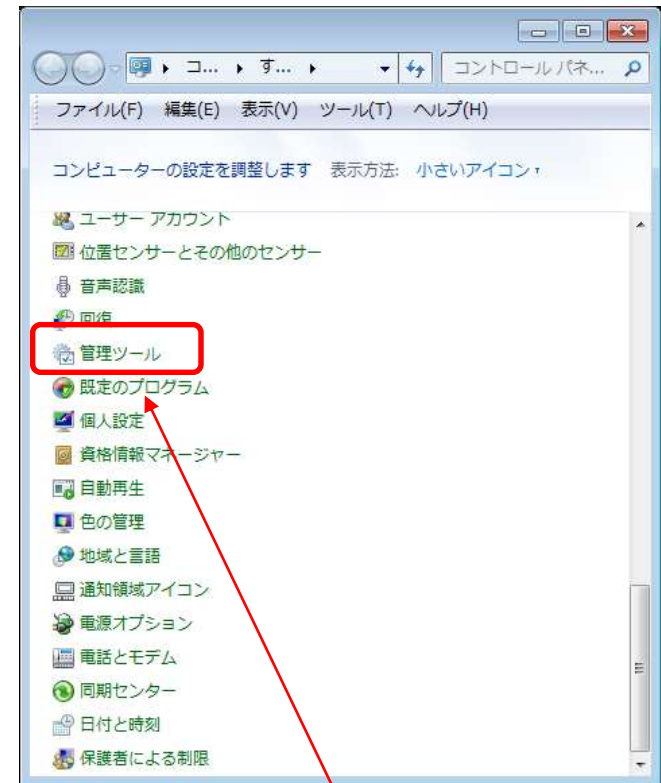 コ... す...
コントロール パネ...
ファイル(F) 編集(E) 表示(V) ツール(T) ヘルプ(H)
コンピューターの設定を調整します 表示方法: 小さいアイコン
ユーザー アカウント
位置センサーとその他のセンサー
音声認識
回復
管理ツール
既定のプログラム
個人設定
資格情報マネージャー
自動再生
色の管理
地域と言語
通知領域アイコン
電源オプション
電話とモデム
同期センター
日付と時刻
保護者による制限